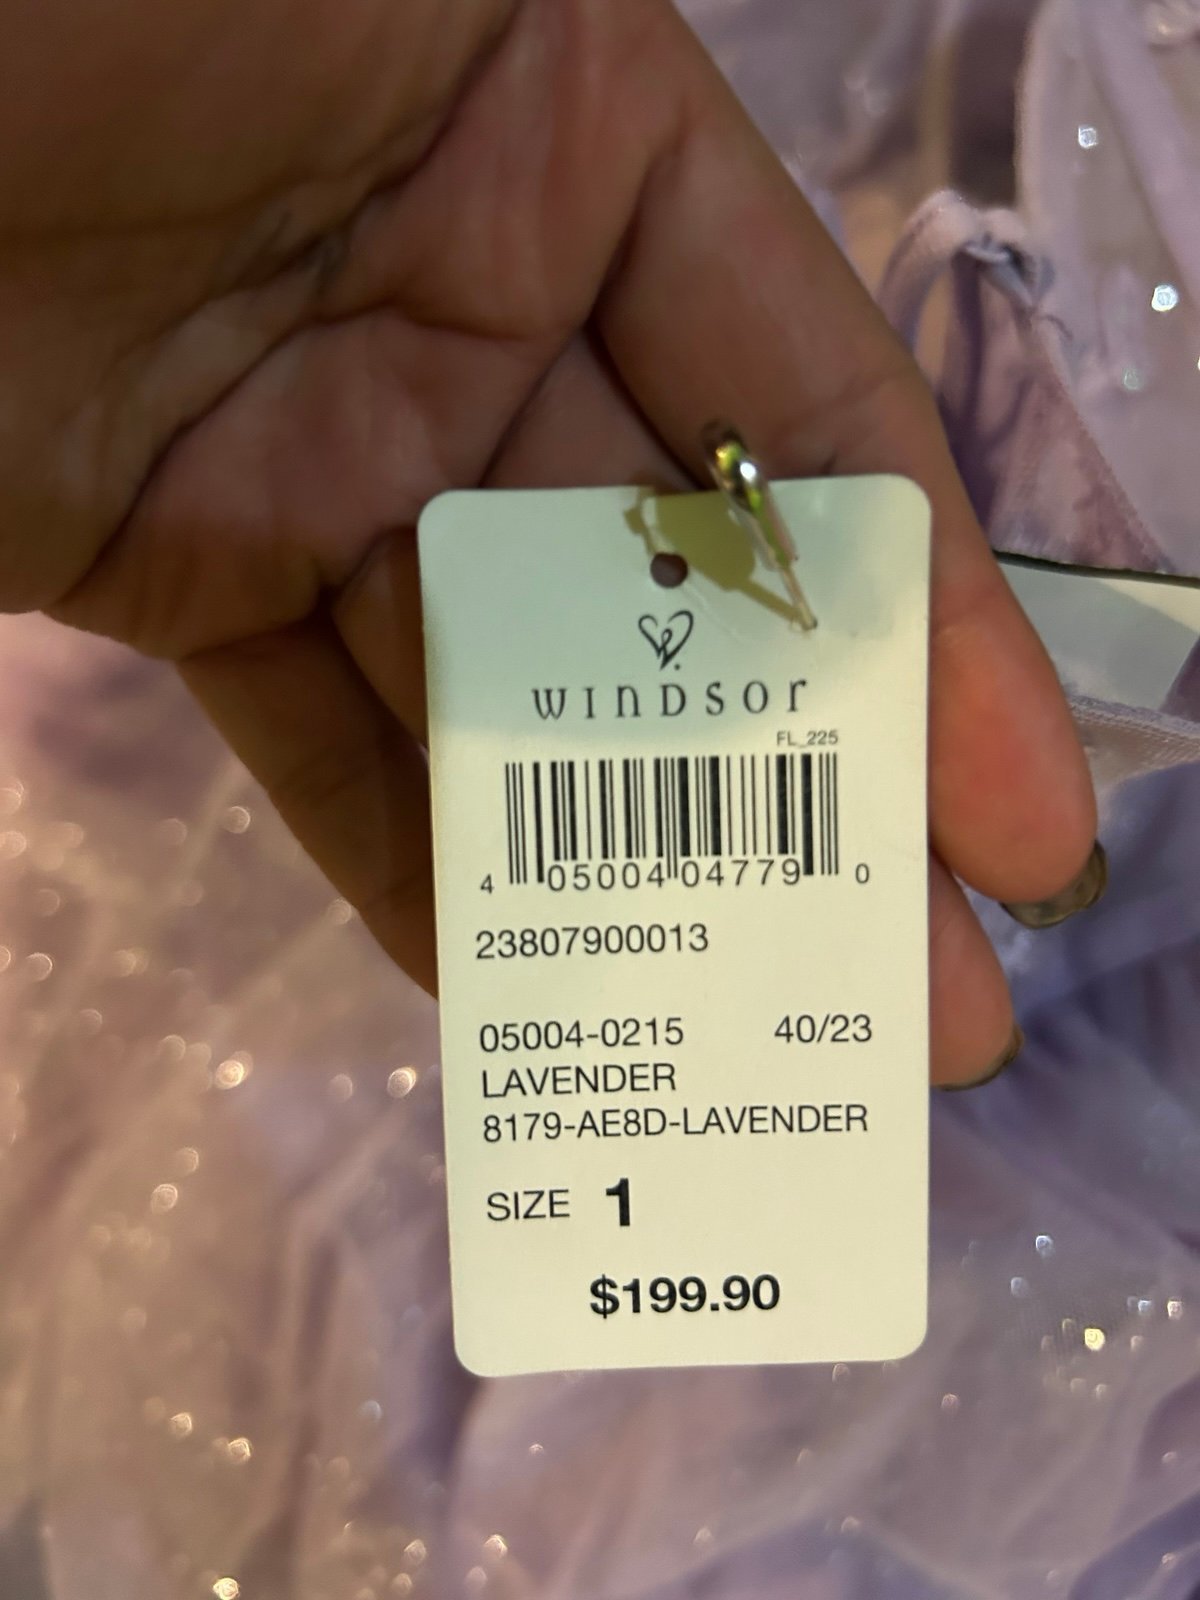 WINDSOR
FL_225
4 05004 04779 0
23807900013
05004-0215 40/23
LAVENDER
8179-AE8D-LAVENDER
SIZE 1
$199.90